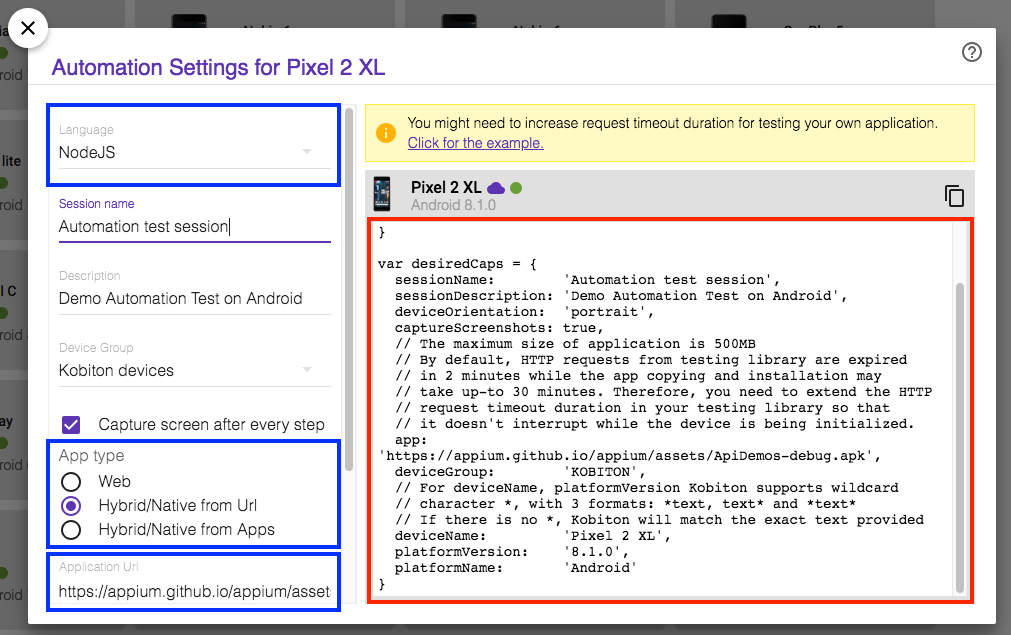 Automation Settings for Pixel 2 XL
Language
NodeJS
Session name
Automation test session
Description
Demo Automation Test on Android
Device Group
Kobiton devices
Capture screen after every step
App type
Web
Hybrid/Native from Url
Hybrid/Native from Apps
Application Url
https://appium.github.io/appium/asset
You might need to increase request timeout duration for testing your own application.
Click for the example.
Pixel 2 XL
Android 8.1.0
}
var desiredCaps = {
sessionName: 'Automation test session',
sessionDescription: 'Demo Automation Test on Android',
deviceOrientation: 'portrait',
captureScreenshots: true,
// The maximum size of application is 500MB
// By default, HTTP requests from testing library are expired
// in 2 minutes while the app copying and installation may
// take up-to 30 minutes. Therefore, you need to extend the HTTP
// request timeout duration in your testing library so that
// it doesn't interrupt while the device is being initialized.
app:
'https://appium.github.io/appium/assets/ApiDemos-debug.apk',
deviceGroup: 'KOBITON',
// For deviceName, platformVersion Kobiton supports wildcard
// character *, with 3 formats: *text, text* and *text*
// If there is no *, Kobiton will match the exact text provided
deviceName: 'Pixel 2 XL',
platformVersion: '8.1.0',
platformName: 'Android'
}
lite